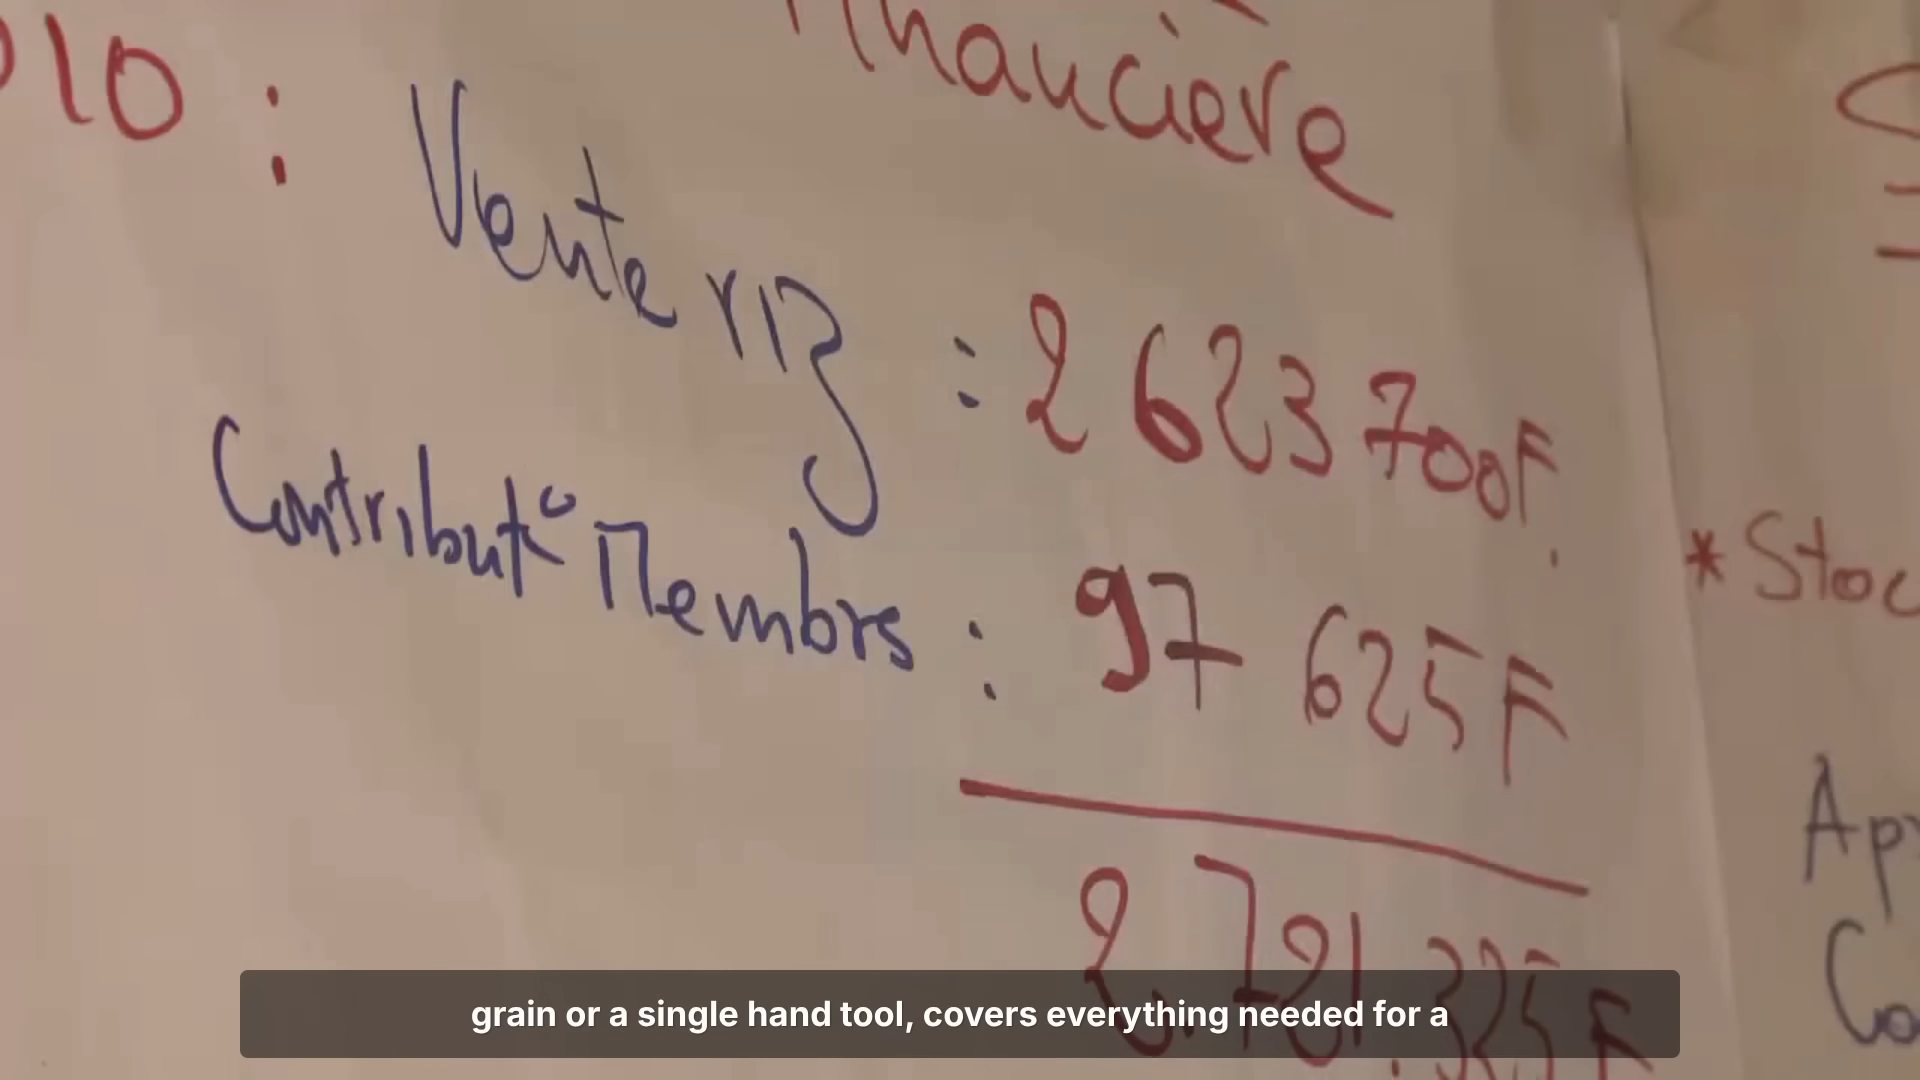 Financière
010 :
Vente riz : 2 623 700F
Contribut° Membrs : 97 625F
2 721.325F
* Stoc
Ap
Co
grain or a single hand tool, covers everything needed for a